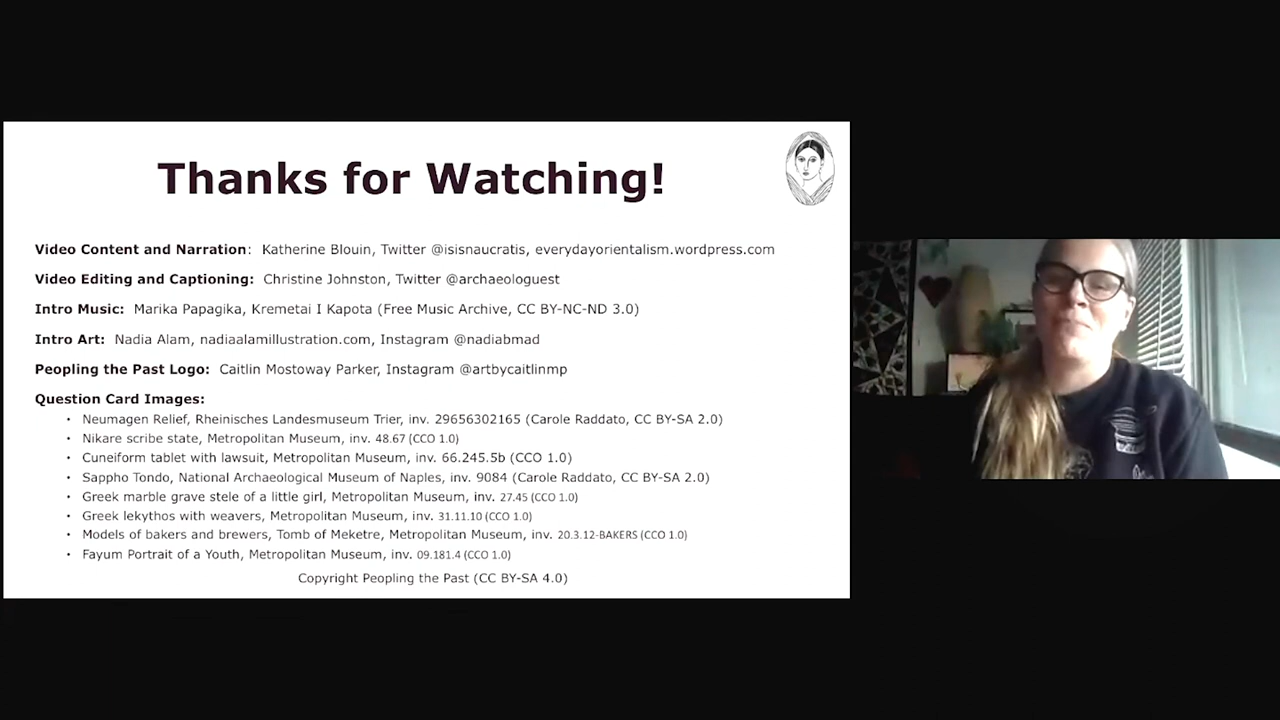 Thanks for Watching!
Video Content and Narration: Katherine Blouin, Twitter @isisnaucratis, everydayorientalism.wordpress.com
Video Editing and Captioning: Christine Johnston, Twitter @archaeologuest
Intro Music: Marika Papagika, Kremetai I Kapota (Free Music Archive, CC BY-NC-ND 3.0)
Intro Art: Nadia Alam, nadiaalamillustration.com, Instagram @nadiabmad
Peopling the Past Logo: Caitlin Mostoway Parker, Instagram @artbycaitlinmp
Question Card Images:
• Neumagen Relief, Rheinisches Landesmuseum Trier, inv. 29656302165 (Carole Raddato, CC BY-SA 2.0)
• Nikare scribe state, Metropolitan Museum, inv. 48.67 (CCO 1.0)
• Cuneiform tablet with lawsuit, Metropolitan Museum, inv. 66.245.5b (CCO 1.0)
• Sappho Tondo, National Archaeological Museum of Naples, inv. 9084 (Carole Raddato, CC BY-SA 2.0)
• Greek marble grave stele of a little girl, Metropolitan Museum, inv. 27.45 (CCO 1.0)
• Greek lekythos with weavers, Metropolitan Museum, inv. 31.11.10 (CCO 1.0)
• Models of bakers and brewers, Tomb of Meketre, Metropolitan Museum, inv. 20.3.12-BAKERS (CCO 1.0)
• Fayum Portrait of a Youth, Metropolitan Museum, inv. 09.181.4 (CCO 1.0)
Copyright Peopling the Past (CC BY-SA 4.0)